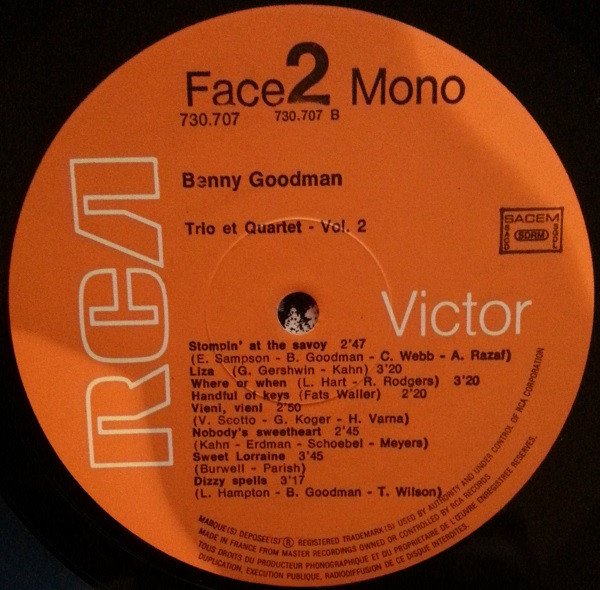 Face 2 Mono
730.707 730.707 B
RCA
Benny Goodman
Trio et Quartet - Vol. 2
SACEM
SACD SDRM SGDL
Victor
Stompin' at the savoy 2'47
(E. Sampson - B. Goodman - C. Webb - A. Razaf)
Liza (G. Gershwin - Kahn) 3'20
Where or when (L. Hart - R. Rodgers) 3'20
Handful of keys (Fats Waller) 2'20
Vieni, vieni 2'50
(V. Scotto - G. Koger - H. Varna)
Nobody's sweetheart 2'45
(Kahn - Erdman - Schoebel - Meyers)
Sweet Lorraine 3'45
(Burwell - Parish)
Dizzy spells 3'17
(L. Hampton - B. Goodman - T. Wilson)
MARQUE(S) DEPOSEE(S) ® REGISTERED TRADEMARK(S) USED BY AUTHORITY AND UNDER CONTROL OF RCA CORPORATION
MADE IN FRANCE FROM MASTER RECORDINGS OWNED OR CONTROLLED BY RCA RECORDS
TOUS DROITS DU PRODUCTEUR PHONOGRAPHIQUE ET DU PROPRIETAIRE DE L'ŒUVRE ENREGISTREE RESERVES.
DUPLICATION, EXECUTION PUBLIQUE, RADIODIFFUSION DE CE DISQUE INTERDITES.